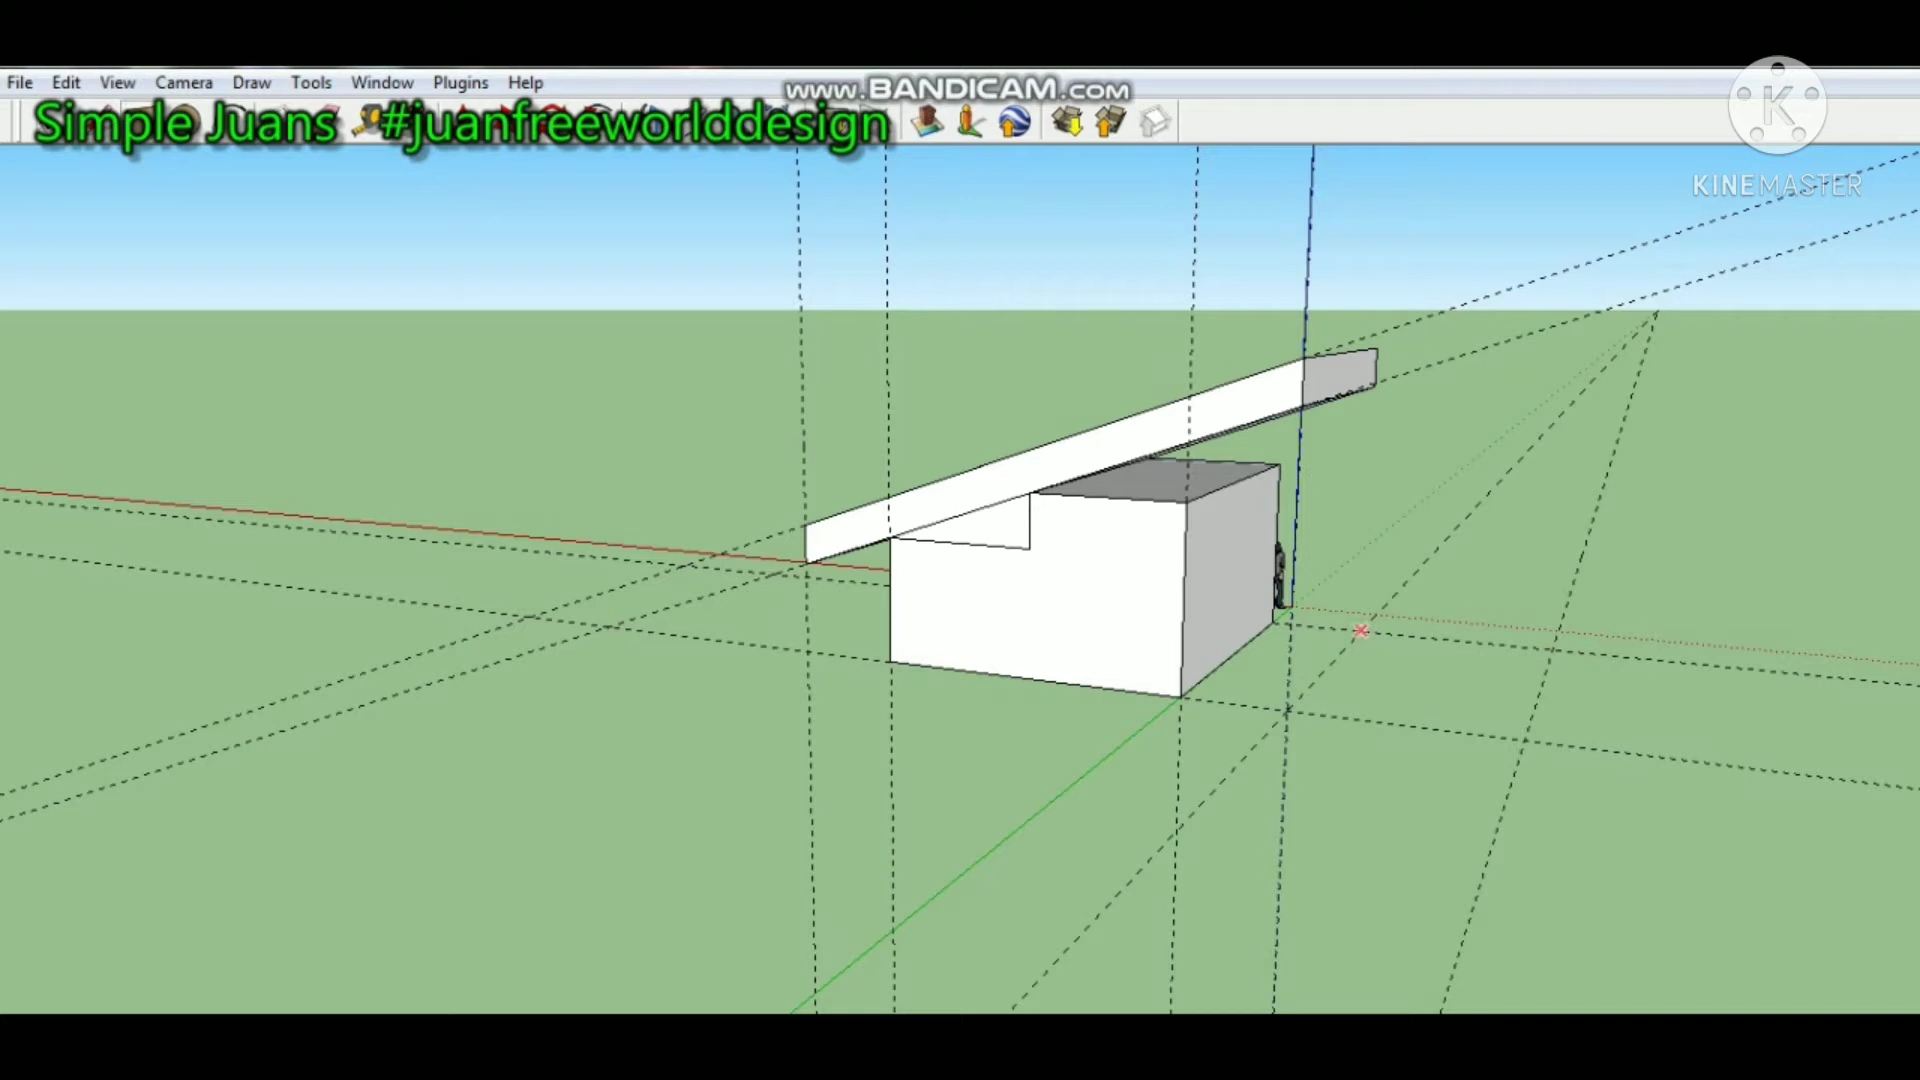 File Edit View Camera Draw Tools Window Plugins Help
www.BANDICAM.com
Simple Juans #juanfreeworlddesign
K
KINEMASTER